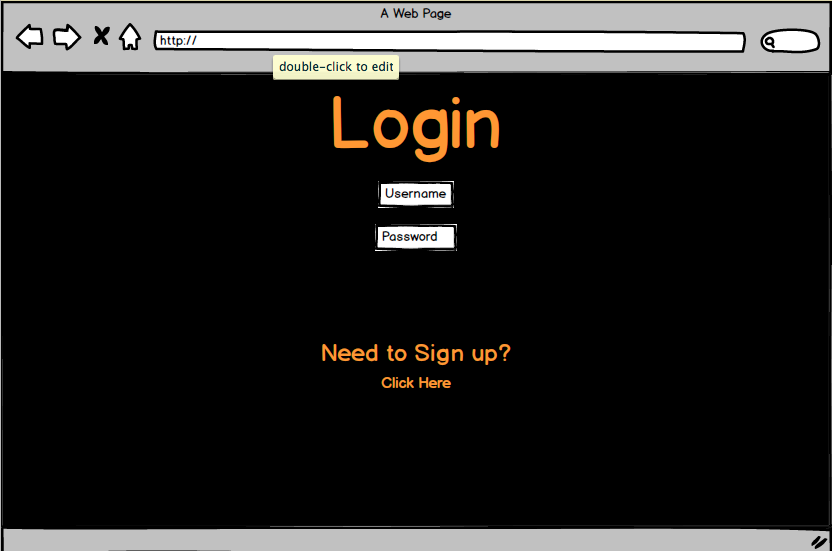 A Web Page
http://
double-click to edit
Login
Username
Password
Need to Sign up?
Click Here